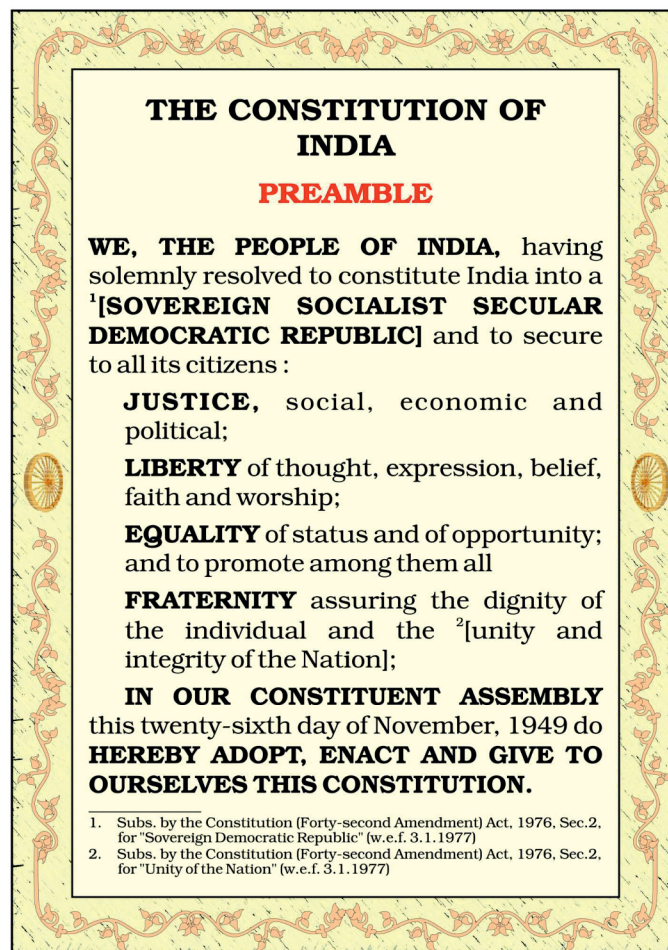 THE CONSTITUTION OF
INDIA
PREAMBLE
WE, THE PEOPLE OF INDIA, having
solemnly resolved to constitute India into a
¹[SOVEREIGN SOCIALIST SECULAR
DEMOCRATIC REPUBLIC] and to secure
to all its citizens :
JUSTICE, social, economic and
political;
LIBERTY of thought, expression, belief,
faith and worship;
EQUALITY of status and of opportunity;
and to promote among them all
FRATERNITY assuring the dignity of
the individual and the ²[unity and
integrity of the Nation];
IN OUR CONSTITUENT ASSEMBLY
this twenty-sixth day of November, 1949 do
HEREBY ADOPT, ENACT AND GIVE TO
OURSELVES THIS CONSTITUTION.
1. Subs. by the Constitution (Forty-second Amendment) Act, 1976, Sec.2,
for "Sovereign Democratic Republic" (w.e.f. 3.1.1977)
2. Subs. by the Constitution (Forty-second Amendment) Act, 1976, Sec.2,
for "Unity of the Nation" (w.e.f. 3.1.1977)